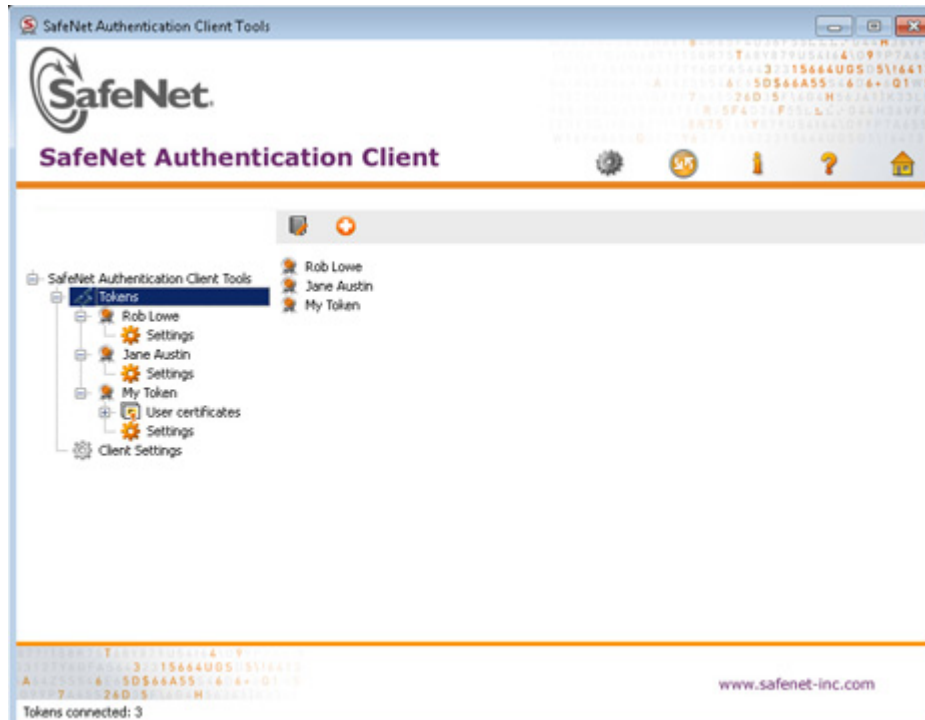 SafeNet Authentication Client Tools
SafeNet.
SafeNet Authentication Client
SafeNet Authentication Client Tools
Tokens
Rob Lowe
Settings
Jane Austin
Settings
My Token
User certificates
Settings
Client Settings
Rob Lowe
Jane Austin
My Token
www.safenet-inc.com
Tokens connected: 3